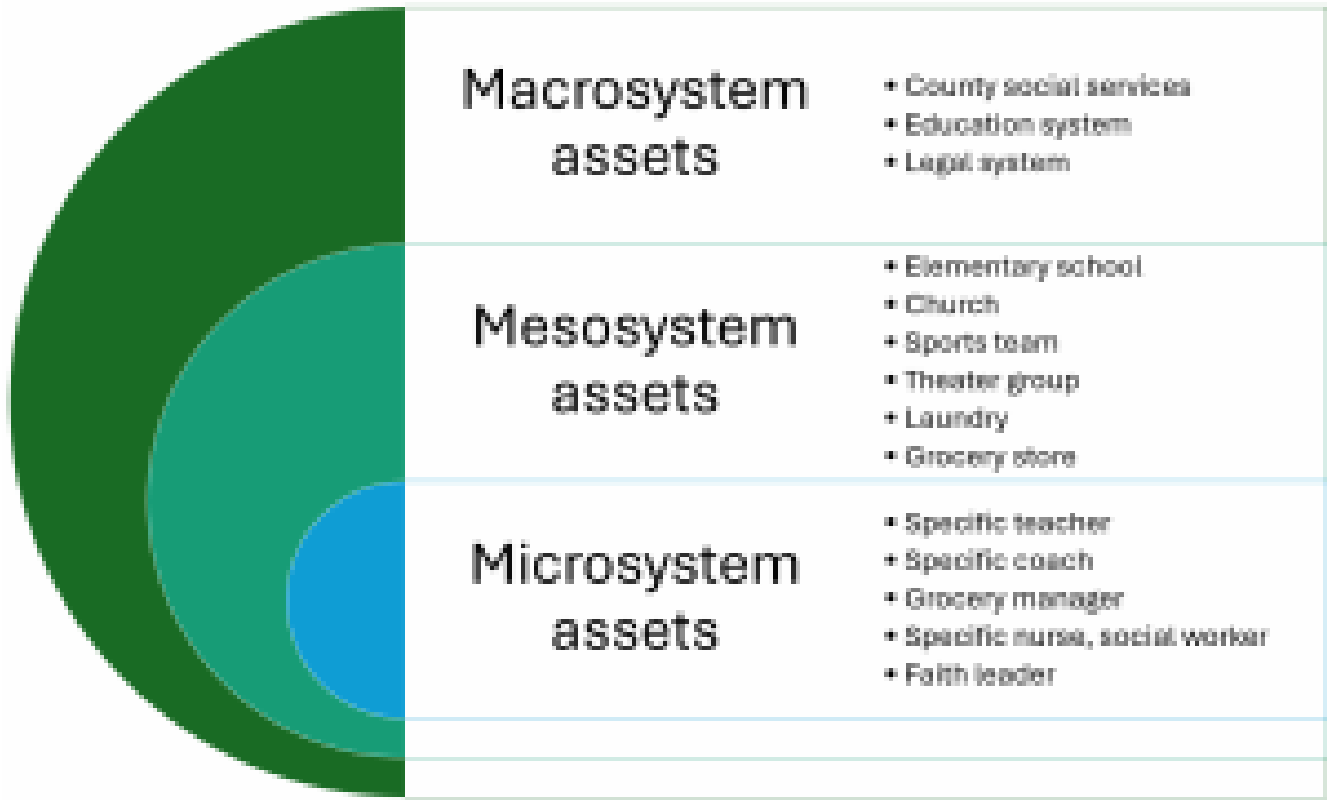 Macrosystem
assets
• County social services
• Education system
• Legal system
Mesosystem
assets
• Elementary school
• Church
• Sports team
• Theater group
• Laundry
• Grocery store
Microsystem
assets
• Specific teacher
• Specific coach
• Grocery manager
• Specific nurse, social worker
• Faith leader